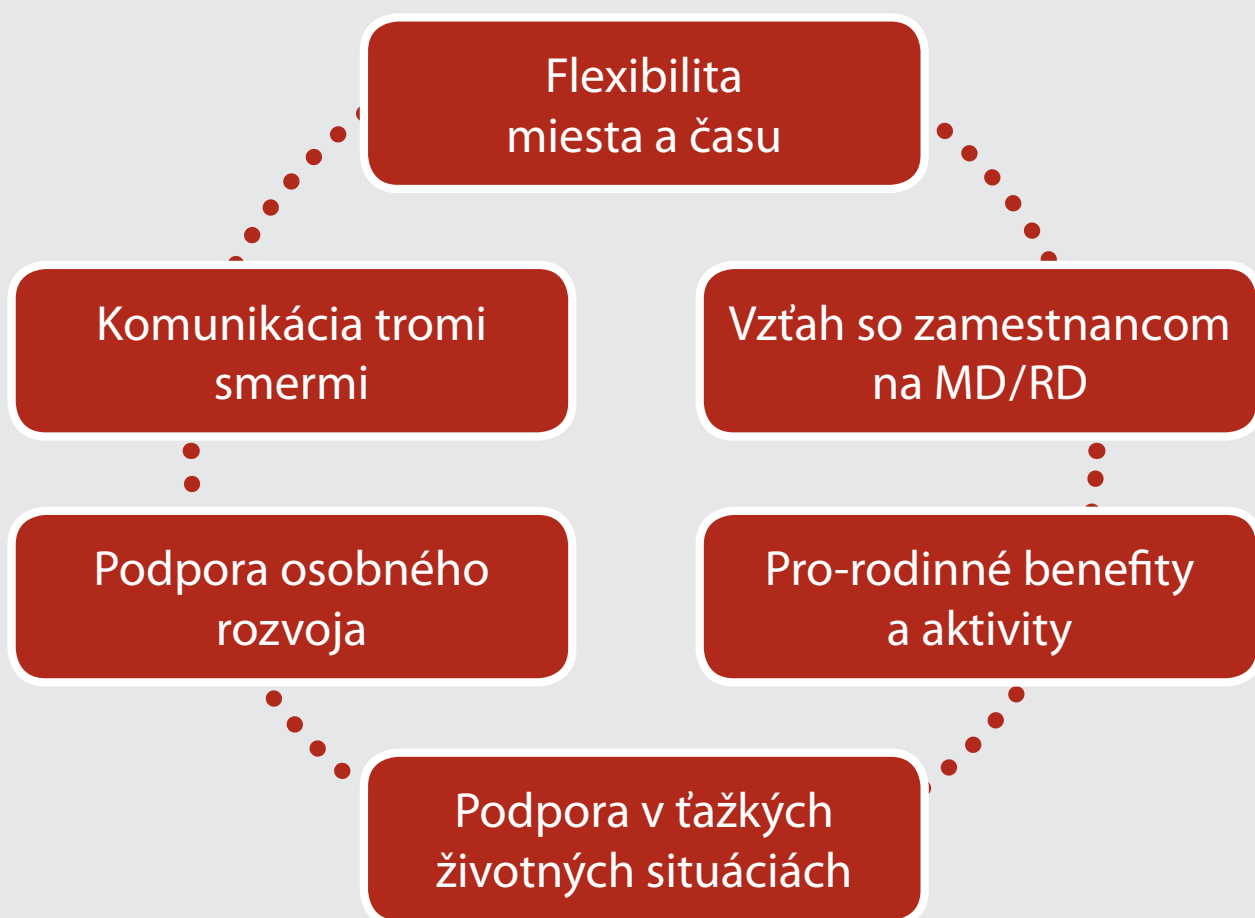 Flexibilita
miesta a času
Komunikácia tromi
smermi
Vzťah so zamestnancom
na MD/RD
Podpora osobného
rozvoja
Pro-rodinné benefity
a aktivity
Podpora v ťažkých
životných situáciách